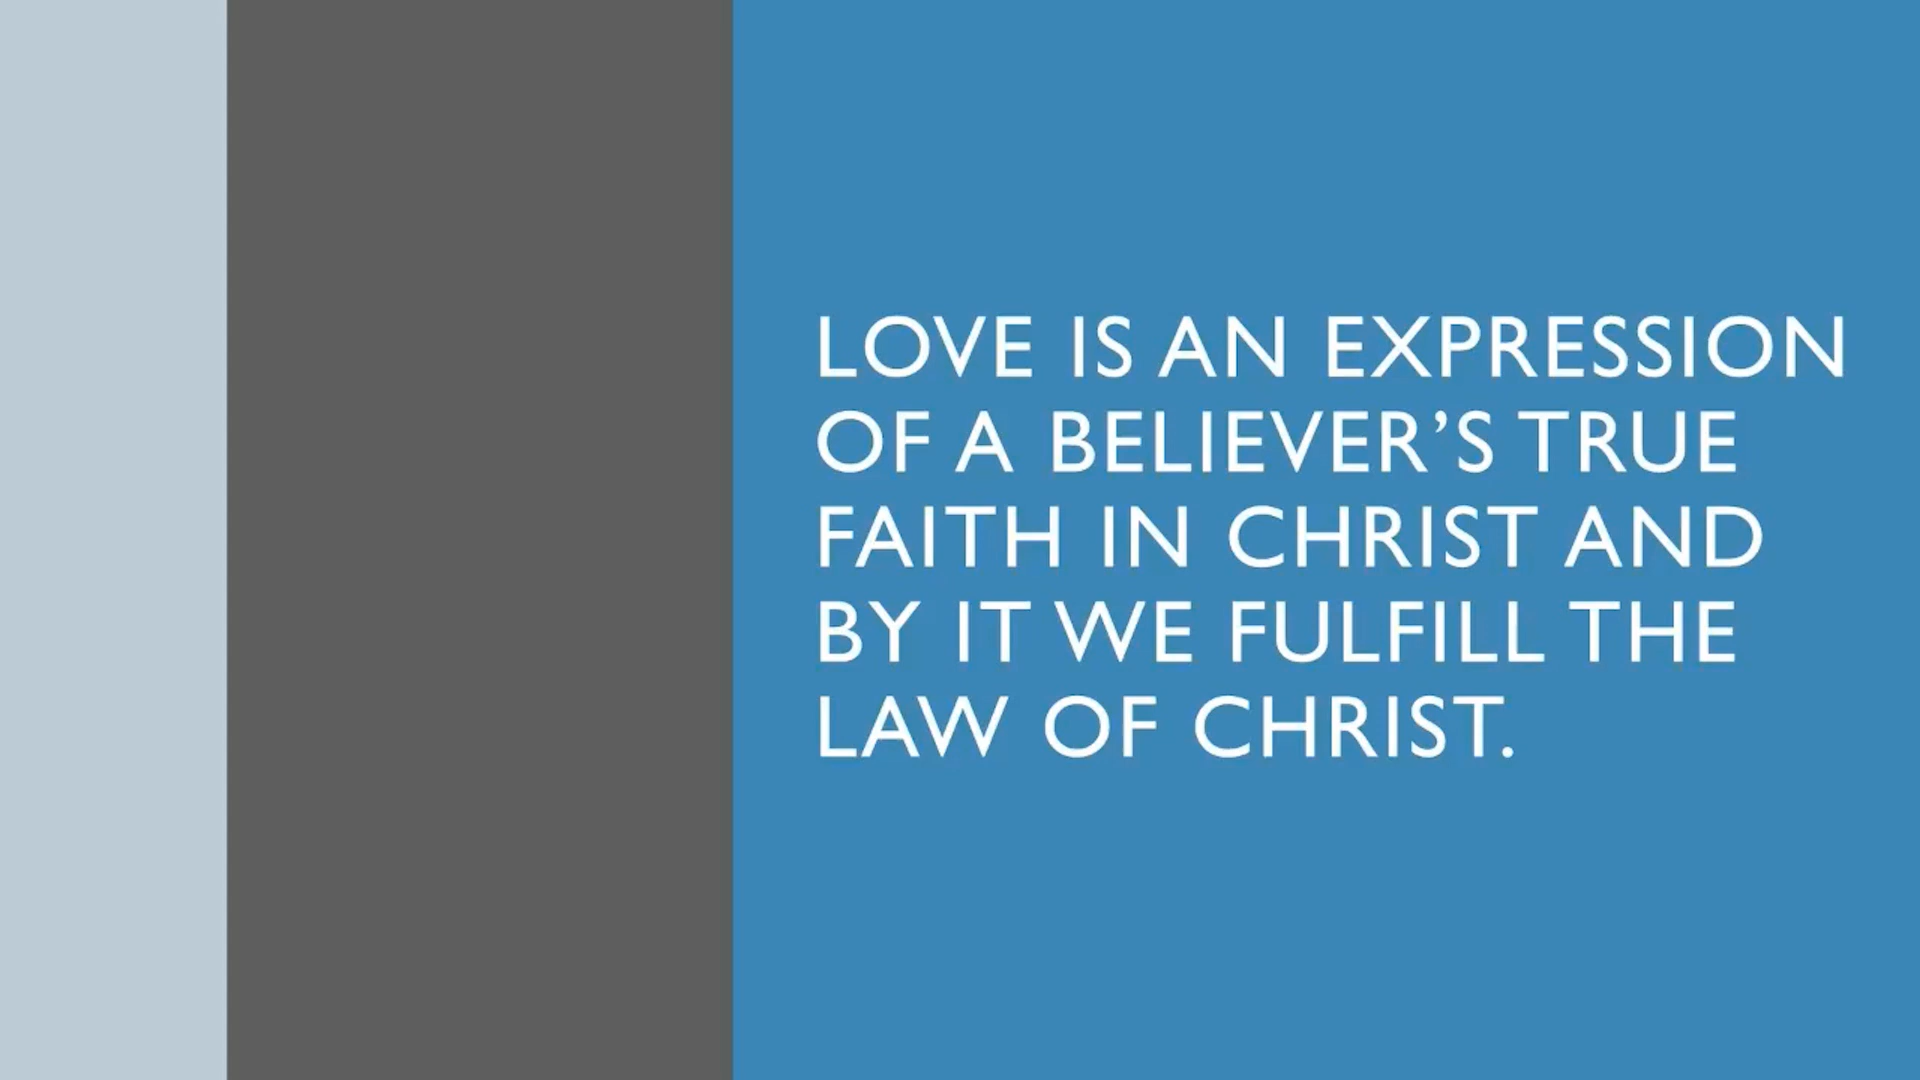 LOVE IS AN EXPRESSION
OF A BELIEVER’S TRUE
FAITH IN CHRIST AND
BY IT WE FULFILL THE
LAW OF CHRIST.